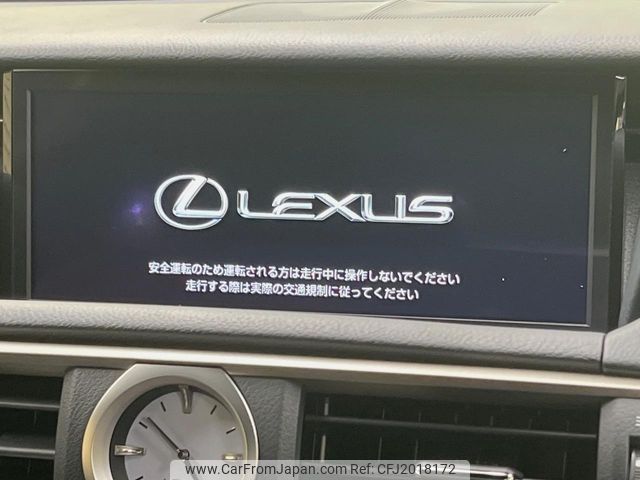 LEXUS
安全運転のため運転される方は走行中に操作しないでください
走行する際は実際の交通規制に従ってください
www.CarFromJapan.com | Car No. CFJ2018172